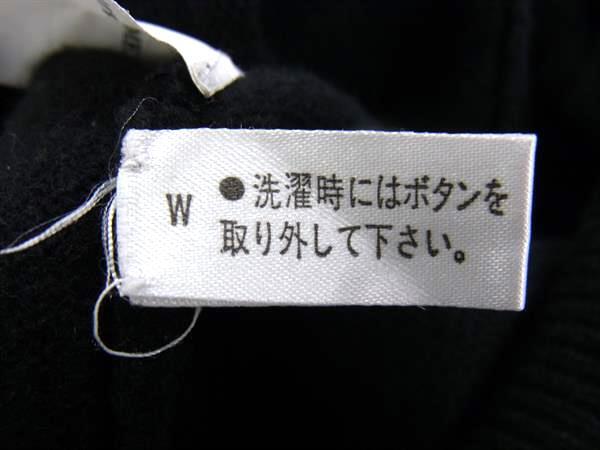 W
●洗濯時にはボタンを
取り外して下さい。